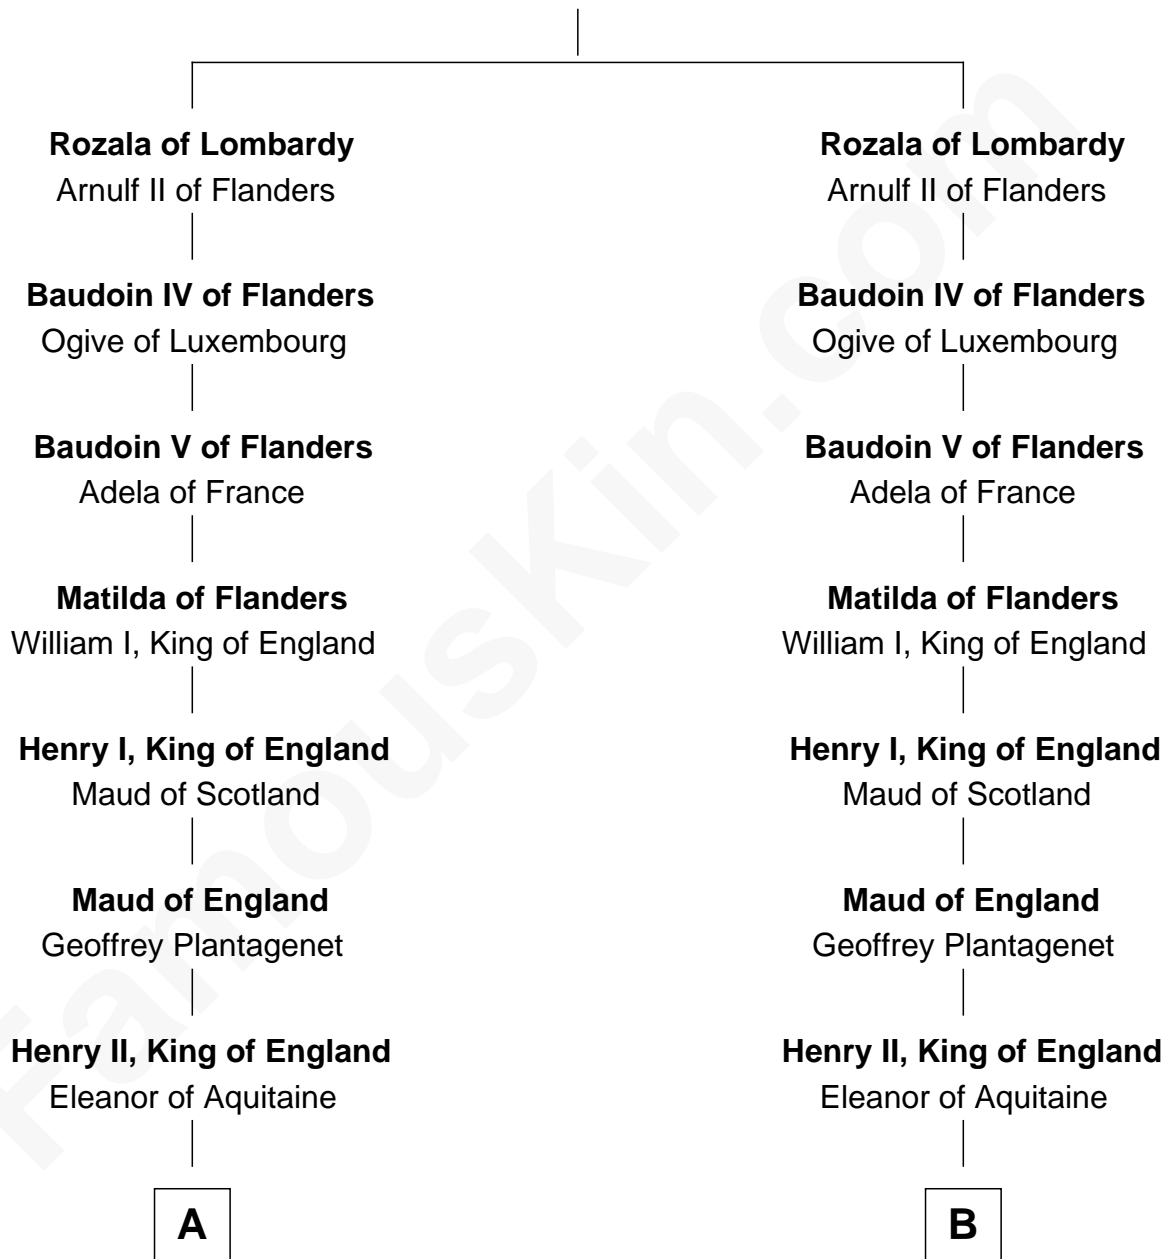 Rozala of Lombardy
Arnulf II of Flanders
Baudoin IV of Flanders
Ogive of Luxembourg
Baudoin V of Flanders
Adela of France
Matilda of Flanders
William I, King of England
Henry I, King of England
Maud of Scotland
Maud of England
Geoffrey Plantagenet
Henry II, King of England
Eleanor of Aquitaine
A
Rozala of Lombardy
Arnulf II of Flanders
Baudoin IV of Flanders
Ogive of Luxembourg
Baudoin V of Flanders
Adela of France
Matilda of Flanders
William I, King of England
Henry I, King of England
Maud of Scotland
Maud of England
Geoffrey Plantagenet
Henry II, King of England
Eleanor of Aquitaine
B
FamousKin.com